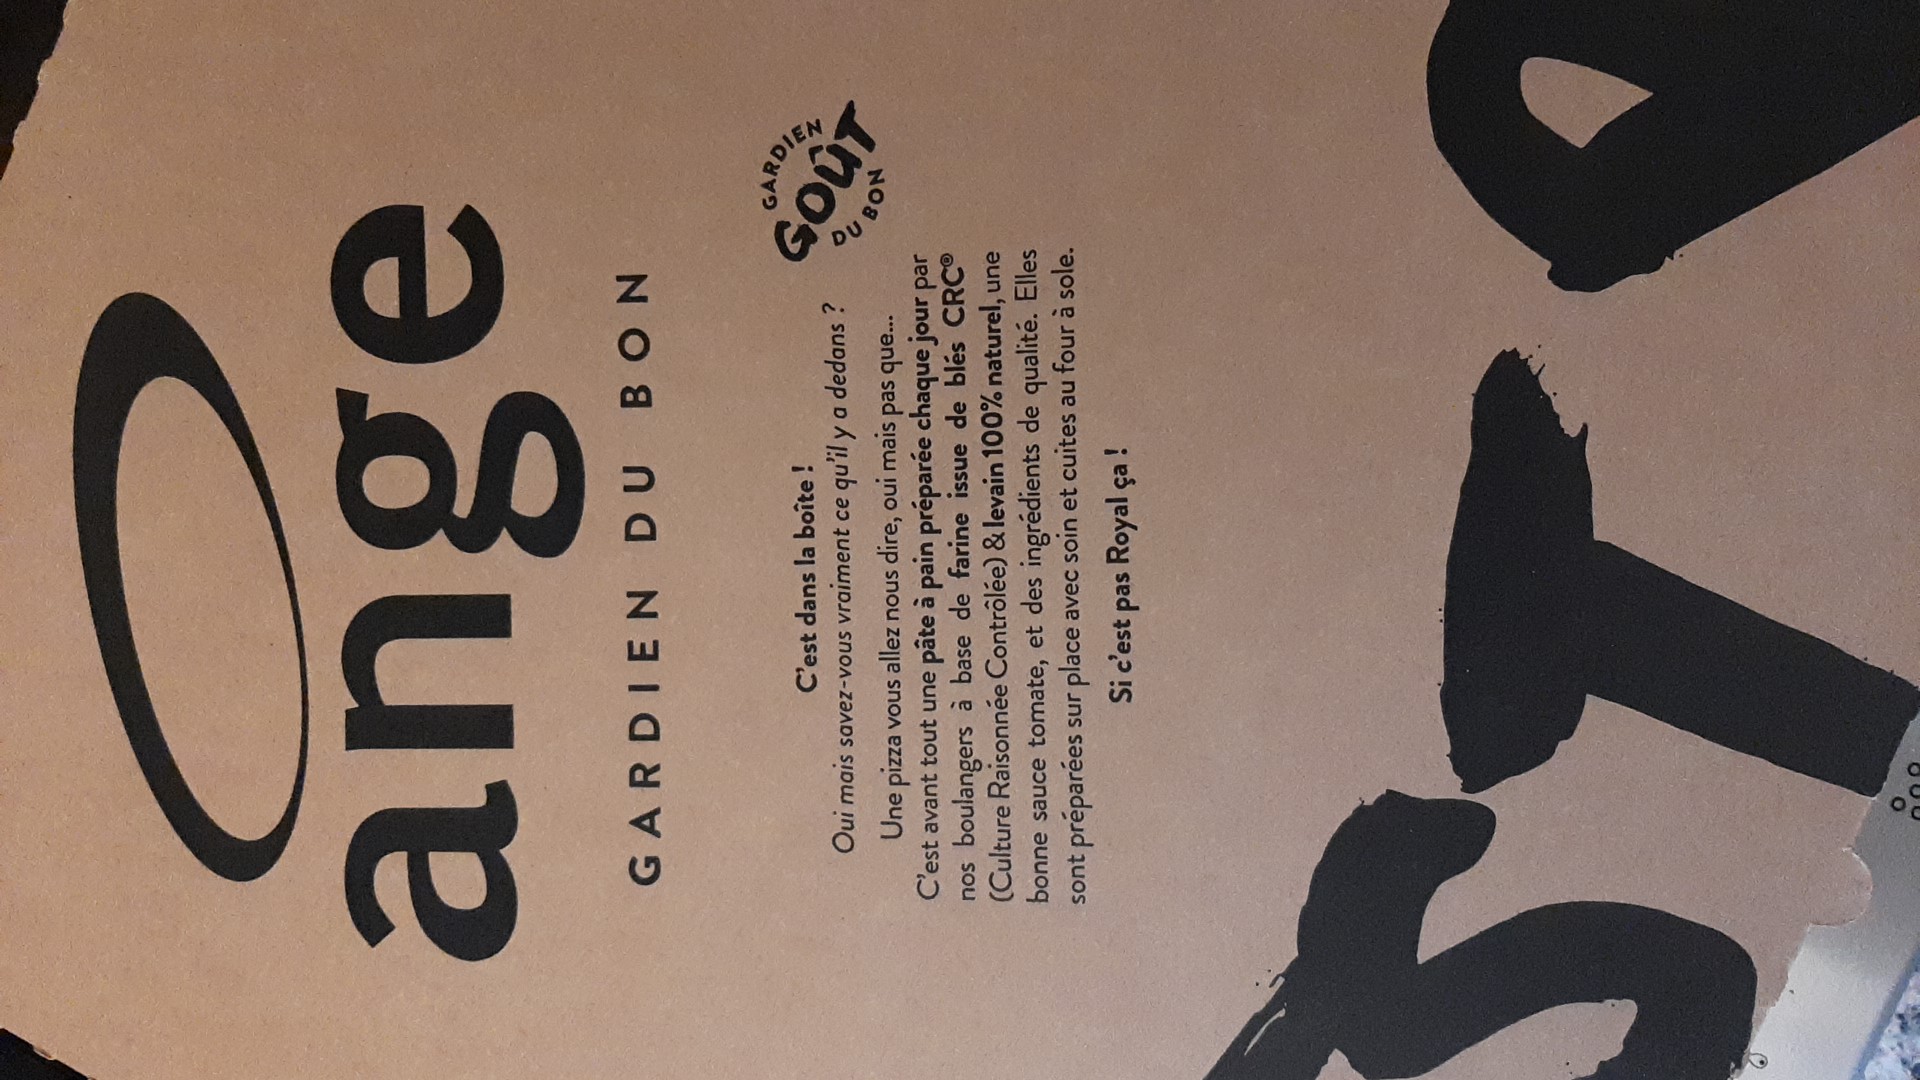 ange
GARDIEN DU BON
GARDIEN
GOÛT
DU BON
C'est dans la boîte !
Oui mais savez-vous vraiment ce qu'il y a dedans ?
Une pizza vous allez nous dire, oui mais pas que...
C'est avant tout une pâte à pain préparée chaque jour par
nos boulangers à base de farine issue de blés CRC®
(Culture Raisonnée Contrôlée) & levain 100% naturel, une
bonne sauce tomate, et des ingrédients de qualité. Elles
sont préparées sur place avec soin et cuites au four à sole.
Si c'est pas Royal ça !